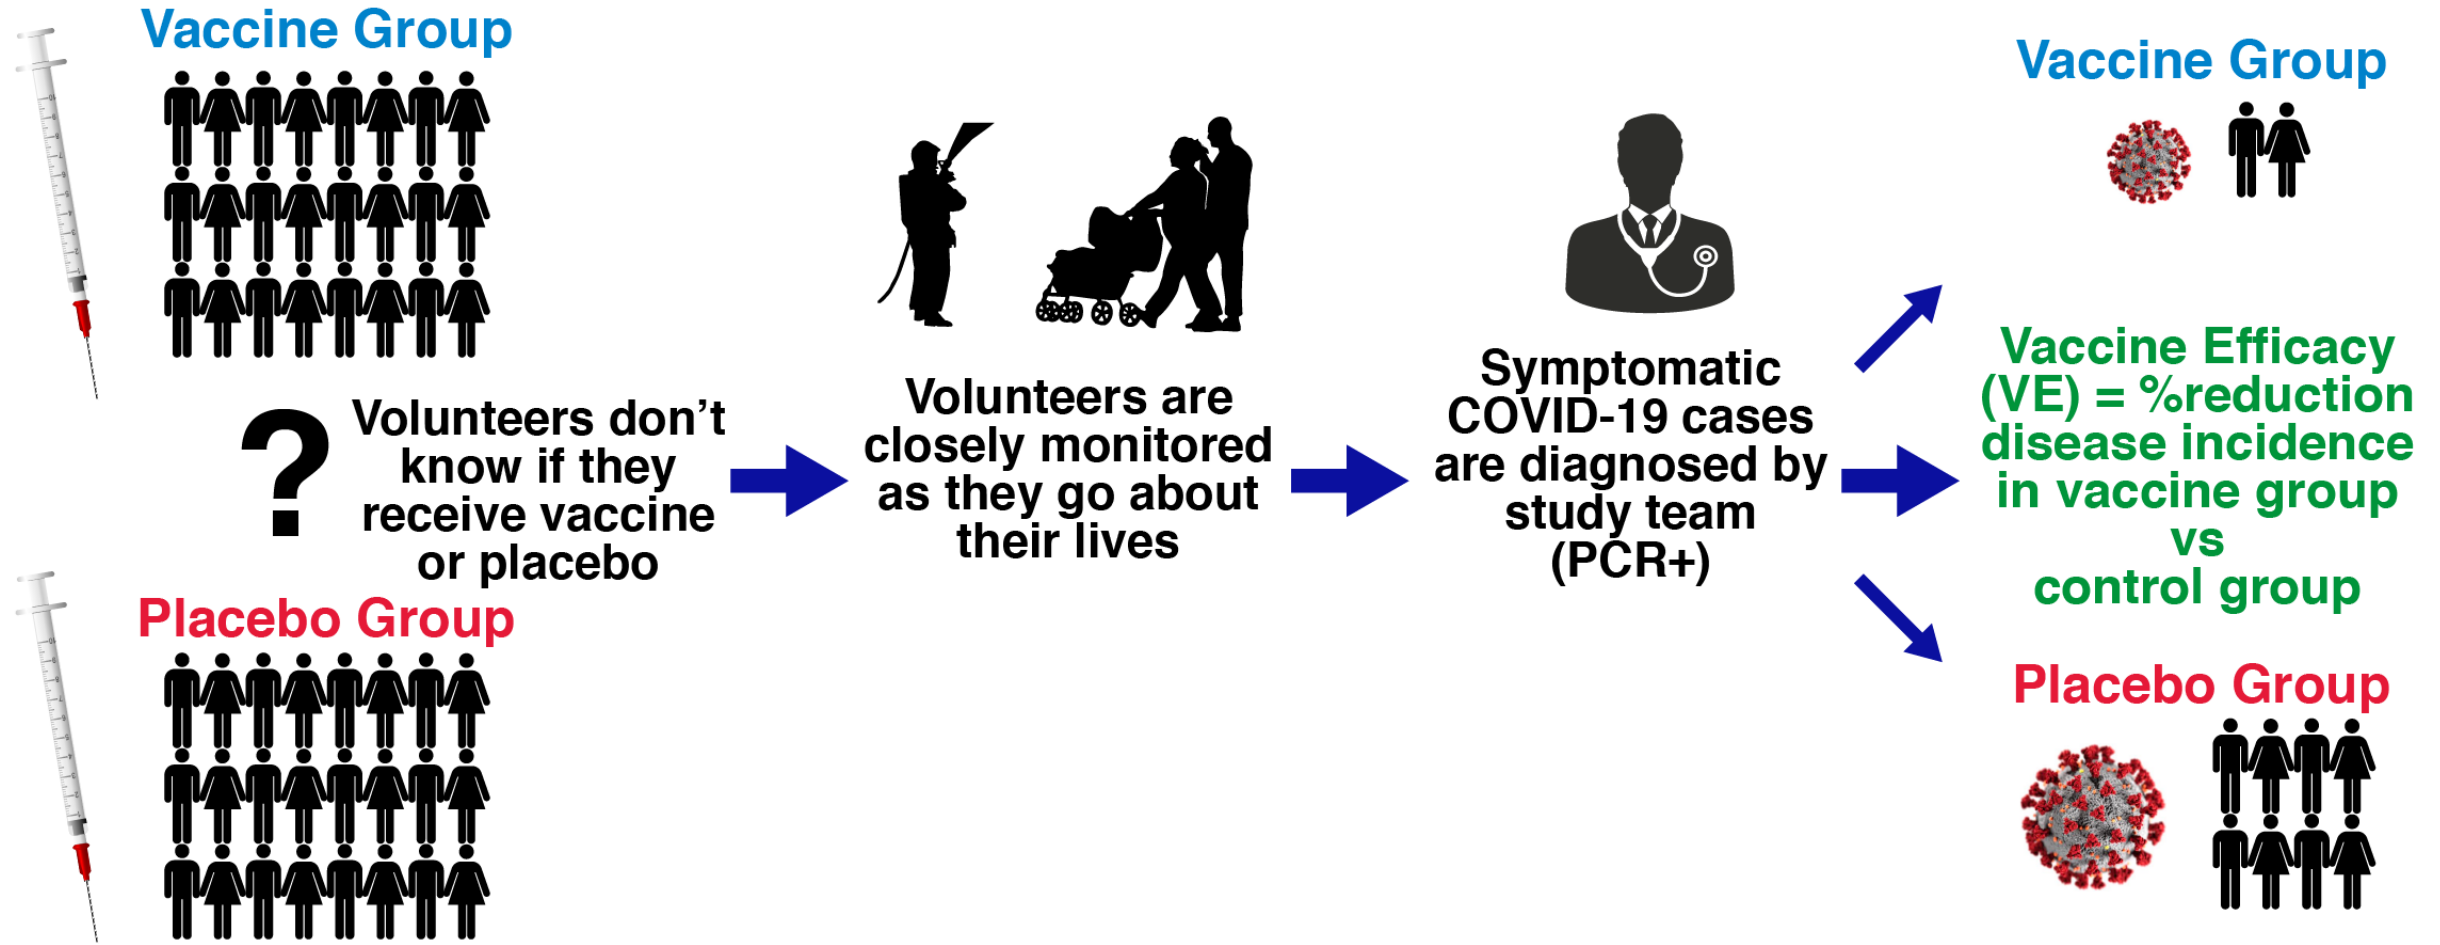 Vaccine Group
?
Volunteers don't
know if they
receive vaccine
or placebo
Placebo Group
Volunteers are
closely monitored
as they go about
their lives
Symptomatic
COVID-19 cases
are diagnosed by
study team
(PCR+)
Vaccine Group
Vaccine Efficacy
(VE) = %reduction
disease incidence
in vaccine group
vs
control group
Placebo Group